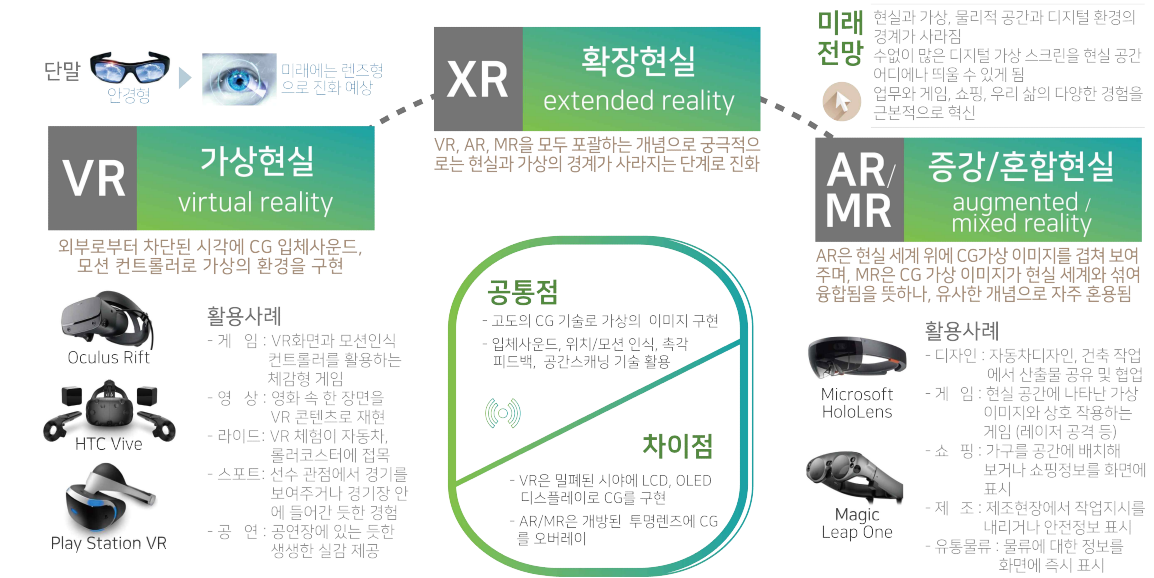 단말
안경형
미래에는 렌즈형
으로 진화 예상
XR
확장현실
extended reality
VR, AR, MR을 모두 포괄하는 개념으로 궁극적으
로는 현실과 가상의 경계가 사라지는 단계로 진화
미래
전망
현실과 가상, 물리적 공간과 디지털 환경의
경계가 사라짐
수없이 많은 디지털 가상 스크린을 현실 공간
어디에나 띄울 수 있게 됨
업무와 게임, 쇼핑, 우리 삶의 다양한 경험을
근본적으로 혁신
VR
가상현실
virtual reality
외부로부터 차단된 시각에 CG 입체사운드,
모션 컨트롤러로 가상의 환경을 구현
Oculus Rift
HTC Vive
Play Station VR
활용사례
- 게 임 : VR화면과 모션인식
컨트롤러를 활용하는
체감형 게임
- 영 상 : 영화 속 한 장면을
VR 콘텐츠로 재현
- 라이드: VR 체험이 자동차,
롤러코스터에 접목
- 스포트: 선수 관점에서 경기를
보여주거나 경기장 안
에 들어간 듯한 경험
- 공 연 : 공연장에 있는 듯한
생생한 실감 제공
공통점
- 고도의 CG 기술로 가상의 이미지 구현
- 입체사운드, 위치/모션 인식, 촉각
피드백, 공간스캐닝 기술 활용
차이점
- VR은 밀폐된 시야에 LCD, OLED
디스플레이로 CG를 구현
- AR/MR은 개방된 투명렌즈에 CG
를 오버레이
AR/
MR
증강/혼합현실
augmented /
mixed reality
AR은 현실 세계 위에 CG가상 이미지를 겹쳐 보여
주며, MR은 CG 가상 이미지가 현실 세계와 섞여
융합됨을 뜻하나, 유사한 개념으로 자주 혼용됨
Microsoft
HoloLens
Magic
Leap One
활용사례
- 디자인 : 자동차디자인, 건축 작업
에서 산출물 공유 및 협업
- 게 임 : 현실 공간에 나타난 가상
이미지와 상호 작용하는
게임 (레이저 공격 등)
- 쇼 핑 : 가구를 공간에 배치해
보거나 쇼핑정보를 화면에
표시
- 제 조 : 제조현장에서 작업지시를
내리거나 안전정보 표시
- 유통물류 : 물류에 대한 정보를
화면에 즉시 표시